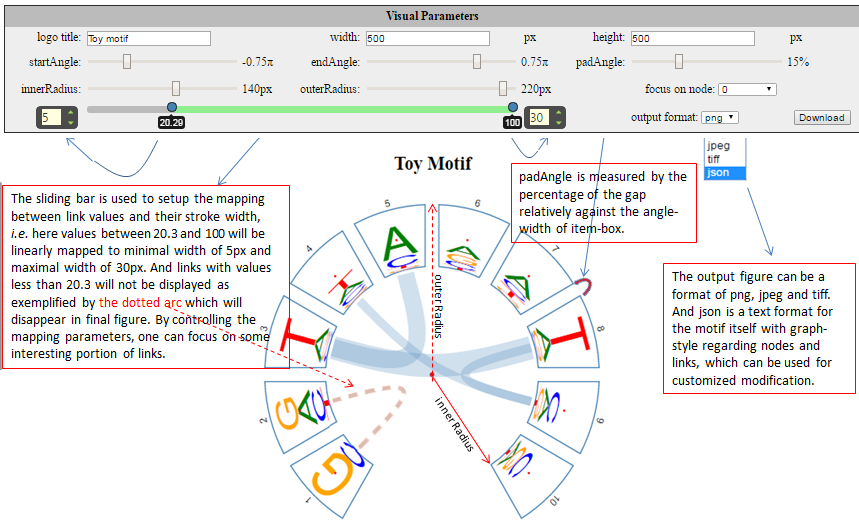 Visual Parameters
logo title: Toy motif width: 500 px height: 500 px
startAngle: -0.75π endAngle: 0.75π padAngle: 15%
innerRadius: 140px outerRadius: 220px focus on node: 0
5 20.29 100 30 output format: png Download
jpeg
tiff
json
Toy Motif
padAngle is measured by the
percentage of the gap
relatively against the angle-
width of item-box.
The sliding bar is used to setup the mapping
between link values and their stroke width,
i.e. here values between 20.3 and 100 will be
linearly mapped to minimal width of 5px and
maximal width of 30px. And links with values
less than 20.3 will not be displayed as
exemplified by the dotted arc which will
disappear in final figure. By controlling the
mapping parameters, one can focus on some
interesting portion of links.
The output figure can be a
format of png, jpeg and tiff.
And json is a text format for
the motif itself with graph-
style regarding nodes and
links, which can be used for
customized modification.
outerRadius
innerRadius
1
2
3
4
5
6
7
8
9
10